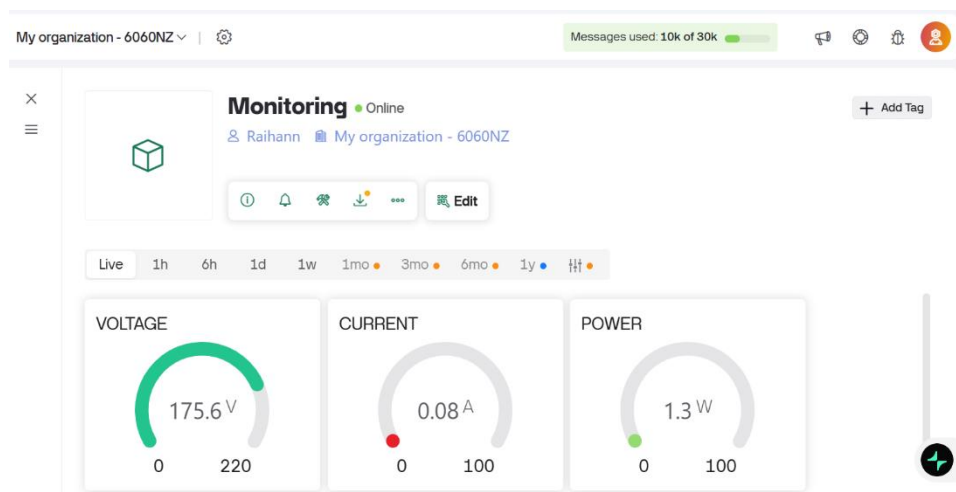 My organization - 6060NZ
Messages used: 10k of 30k
Monitoring Online
+ Add Tag
Raihann My organization - 6060NZ
Edit
Live 1h 6h 1d 1w 1mo 3mo 6mo 1y
VOLTAGE CURRENT POWER
175.6 V 0.08 A 1.3 W
0 220 0 100 0 100